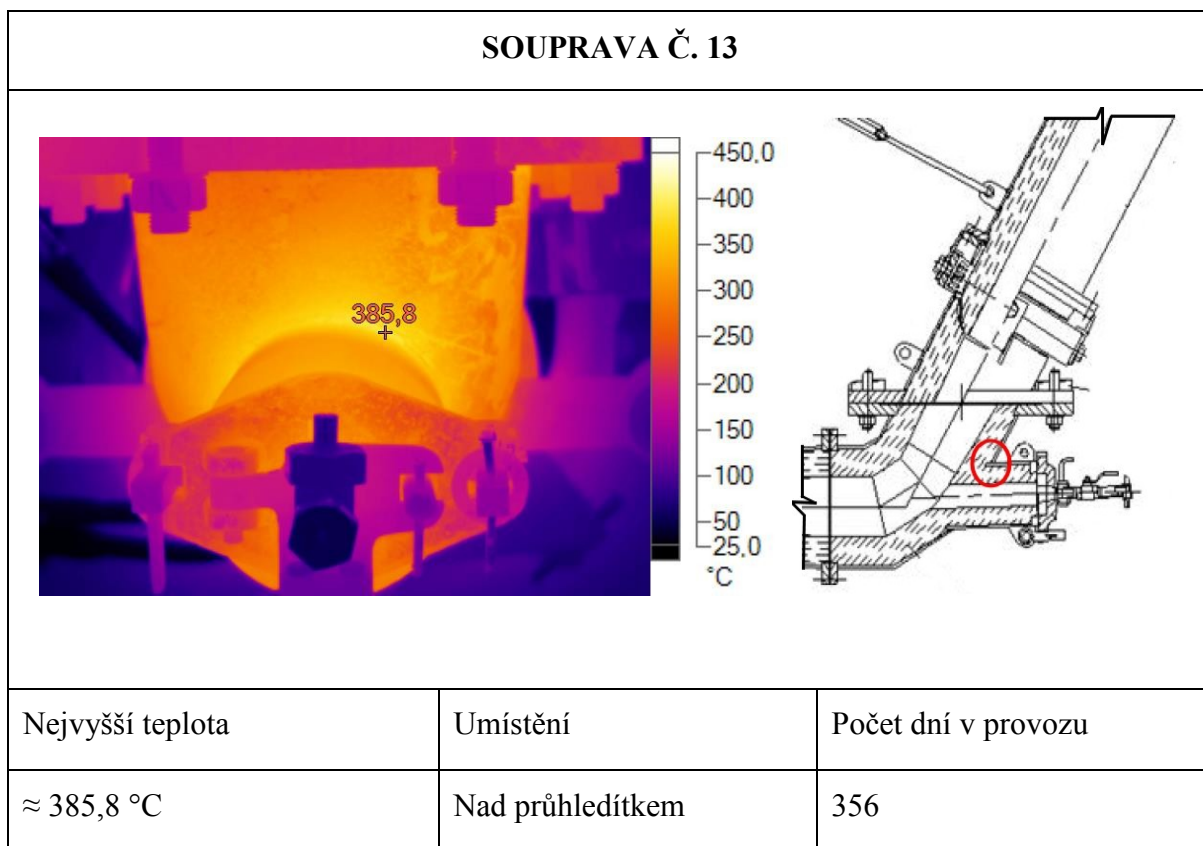 SOUPRAVA Č. 13
385,8
450,0
400
350
300
250
200
150
100
50
25,0
°C
Nejvyšší teplota Umístění Počet dní v provozu
≈ 385,8 °C Nad průhledítkem 356